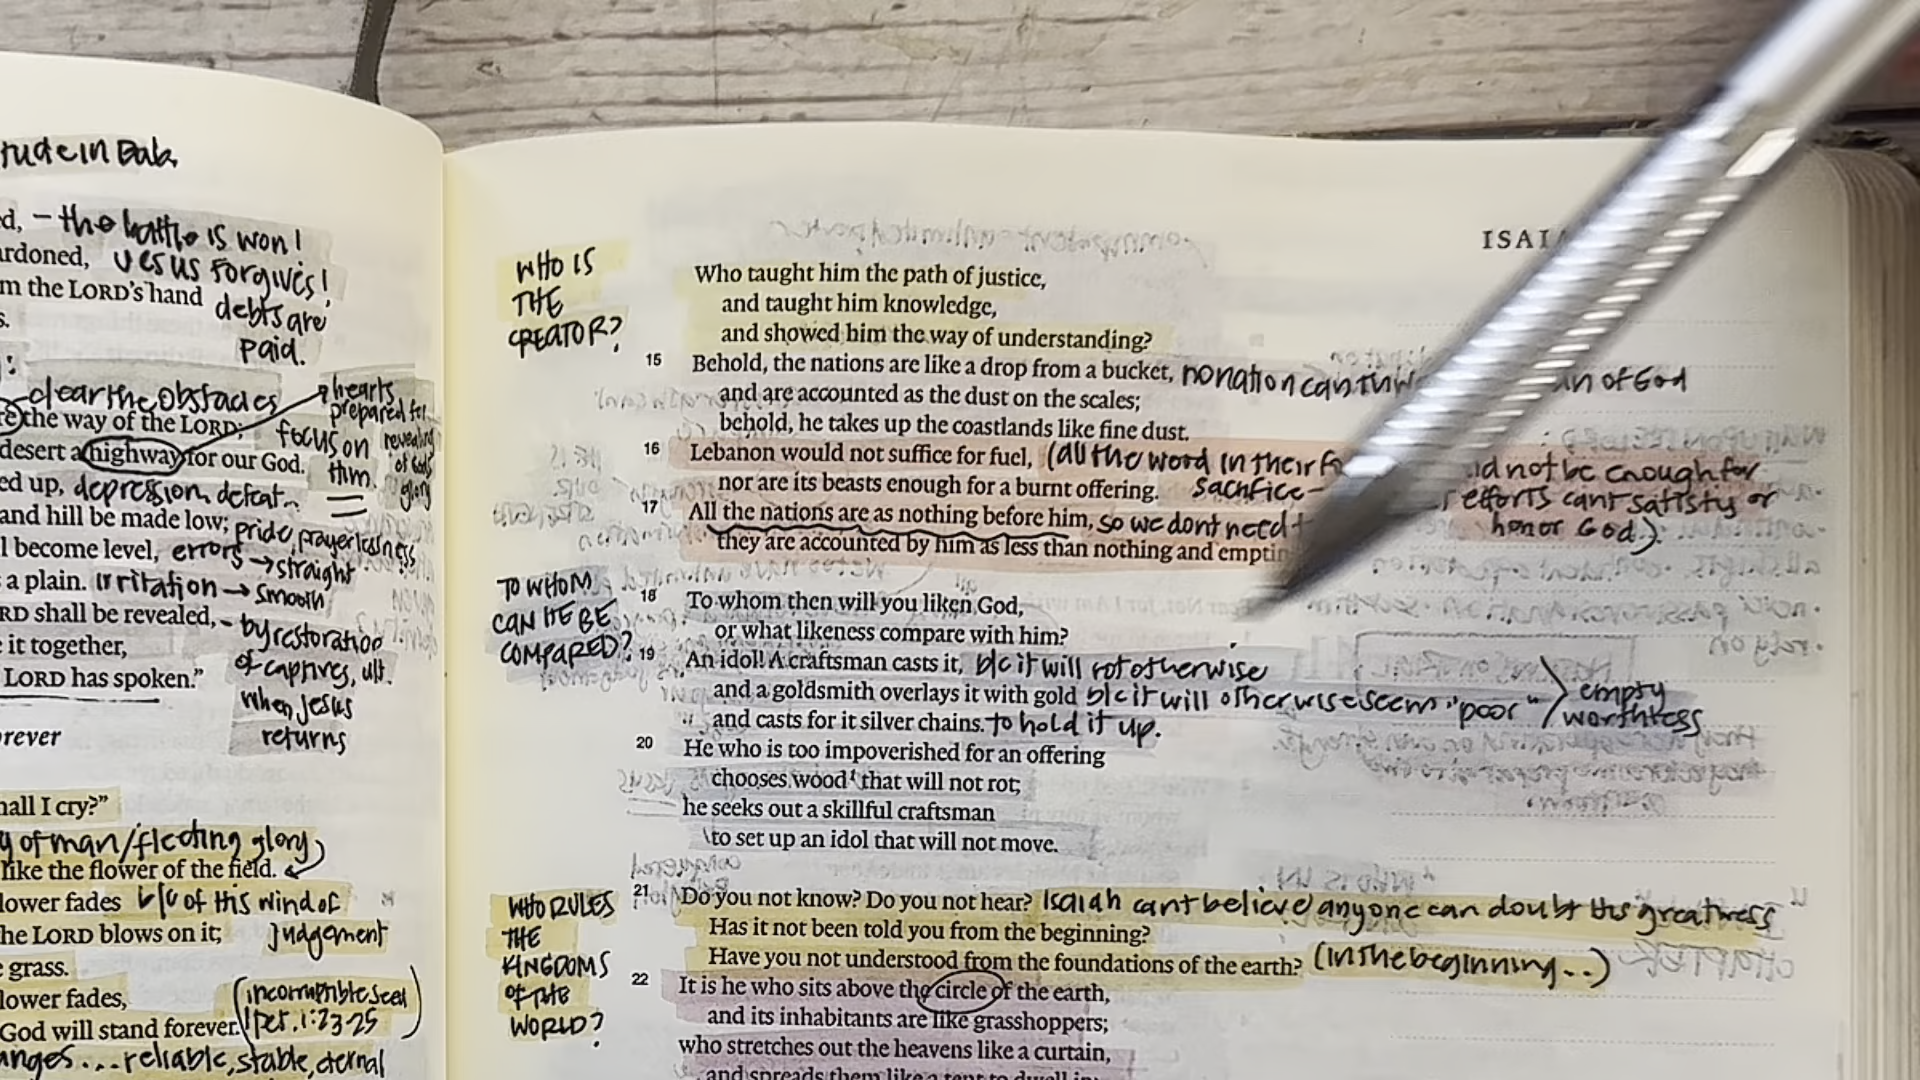 tude in Bab.
d, - the battle is won!
ardoned, Jesus forgives!
m the LORD's hand debts are
s. paid.
clear the obstacles
hearts
prepared for
revealing
of God's
glory
e the way of the LORD; focus on
desert a highway for our God. Him.
ed up, depression, defeat
and hill be made low; pride, prayerlessness
l become level, errors → straight
a plain. irritation → smooth
RD shall be revealed, - by restoration
it together, of captives, ult.
LORD has spoken.” when Jesus
returns
rever
hall I cry?”
y of man/fleeting glory
like the flower of the field.
lower fades b/c of His wind of
he LORD blows on it; judgement
grass.
lower fades, (incorruptible seed
God will stand forever. 1 Pet. 1:23-25)
anges... reliable, stable, eternal
ISAIA
WHO IS
THE
CREATOR?
Who taught him the path of justice,
and taught him knowledge,
and showed him the way of understanding?
15 Behold, the nations are like a drop from a bucket, no nation can of God
and are accounted as the dust on the scales;
behold, he takes up the coastlands like fine dust.
16 Lebanon would not suffice for fuel, (all the wood in their not be enough for
nor are its beasts enough for a burnt offering. sacrifice - efforts cant satisfy or
17 All the nations are as nothing before him, so we dont need honor God).
they are accounted by him as less than nothing and emptin
TO WHOM
CAN HE BE
COMPARED?
18 To whom then will you liken God,
or what likeness compare with him?
19 An idol! A craftsman casts it, b/c it will rot otherwise
and a goldsmith overlays it with gold b/c it will otherwise seem "poor" empty
and casts for it silver chains. to hold it up. worthless
20 He who is too impoverished for an offering
chooses wood that will not rot;
he seeks out a skillful craftsman
to set up an idol that will not move.
WHO RULES
THE
KINGDOMS
OF THE
WORLD?
21 Do you not know? Do you not hear? Isaiah cant believe anyone can doubt His greatness
Has it not been told you from the beginning?
Have you not understood from the foundations of the earth? (In the beginning...)
22 It is he who sits above the circle of the earth,
and its inhabitants are like grasshoppers;
who stretches out the heavens like a curtain,
and spreads them like a tent to dwell in;